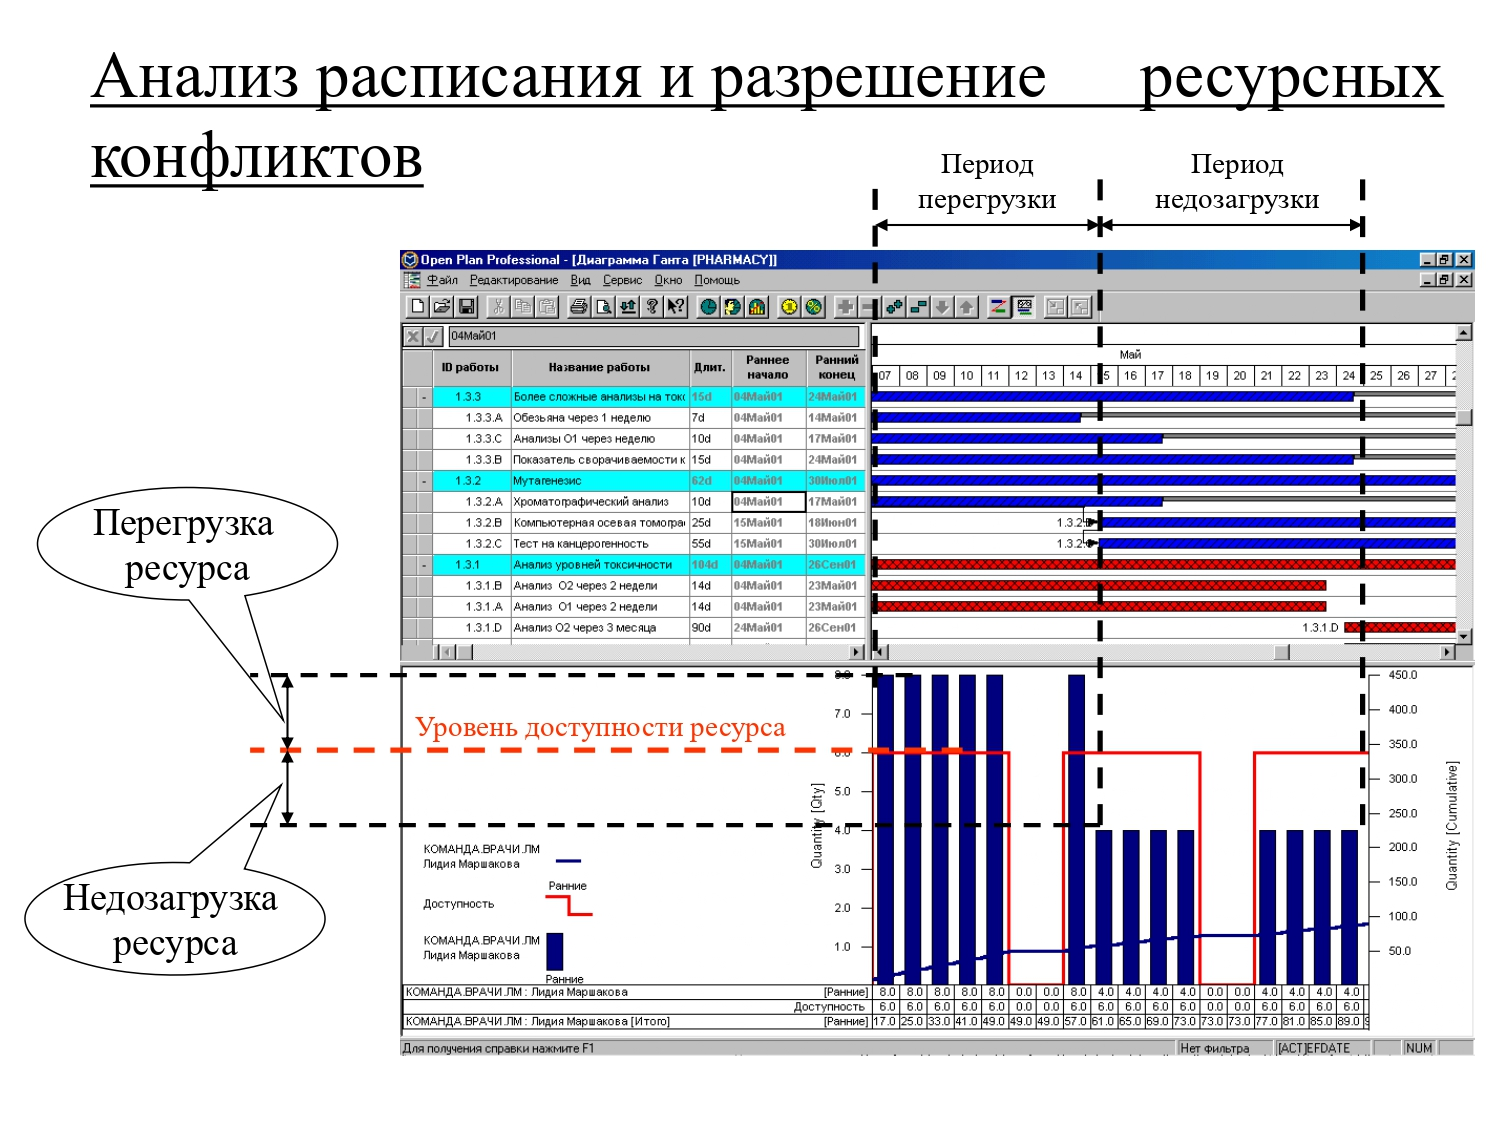 Анализ расписания и разрешение ресурсных
конфликтов
Период
перегрузки
Период
недозагрузки
Open Plan Professional - [Диаграмма Ганта [PHARMACY]]
Файл Редактирование Вид Сервис Окно Помощь
04Май01
ID работы Название работы Длит. Раннее начало Ранний конец
Май
07 08 09 10 11 12 13 14 15 16 17 18 19 20 21 22 23 24 25 26 27
1.3.3 Более сложные анализы на ток 15d 04Май01 24Май01
1.3.3.A Обезьяна через 1 неделю 7d 04Май01 14Май01
1.3.3.C Анализы О1 через неделю 10d 04Май01 17Май01
1.3.3.B Показатель сворачиваемости к 15d 04Май01 24Май01
1.3.2 Мутагенезис 62d 04Май01 30Июл01
1.3.2.A Хроматографический анализ 10d 04Май01 17Май01
1.3.2.B Компьютерная осевая томогра 25d 15Май01 18Июн01
1.3.2.C Тест на канцерогенность 55d 15Май01 30Июл01
1.3.1 Анализ уровней токсичности 104d 04Май01 26Сен01
1.3.1.B Анализ О2 через 2 недели 14d 04Май01 23Май01
1.3.1.A Анализ О1 через 2 недели 14d 04Май01 23Май01
1.3.1.D Анализ О2 через 3 месяца 90d 24Май01 26Сен01
1.3.1.D
Перегрузка
ресурса
Уровень доступности ресурса
Недозагрузка
ресурса
8.0
7.0
6.0
5.0
4.0
3.0
2.0
1.0
Quantity [Qty]
450.0
400.0
350.0
300.0
250.0
200.0
150.0
100.0
50.0
Quantity [Cumulative]
КОМАНДА.ВРАЧИ.ЛМ
Лидия Маршакова
Ранние
Доступность
КОМАНДА.ВРАЧИ.ЛМ
Лидия Маршакова
Ранние
КОМАНДА.ВРАЧИ.ЛМ : Лидия Маршакова [Ранние] 8.0 8.0 8.0 8.0 8.0 0.0 0.0 8.0 4.0 4.0 4.0 4.0 0.0 0.0 4.0 4.0 4.0 4.0
Доступность 6.0 6.0 6.0 6.0 6.0 6.0 6.0 6.0 6.0 6.0 6.0 6.0 6.0 6.0 6.0 6.0 6.0 6.0
КОМАНДА.ВРАЧИ.ЛМ : Лидия Маршакова [Итого] [Ранние] 17.0 25.0 33.0 41.0 49.0 49.0 49.0 57.0 61.0 65.0 69.0 73.0 73.0 73.0 77.0 81.0 85.0 89.0
Для получения справки нажмите F1 Нет фильтра [ACT]EFDATE NUM